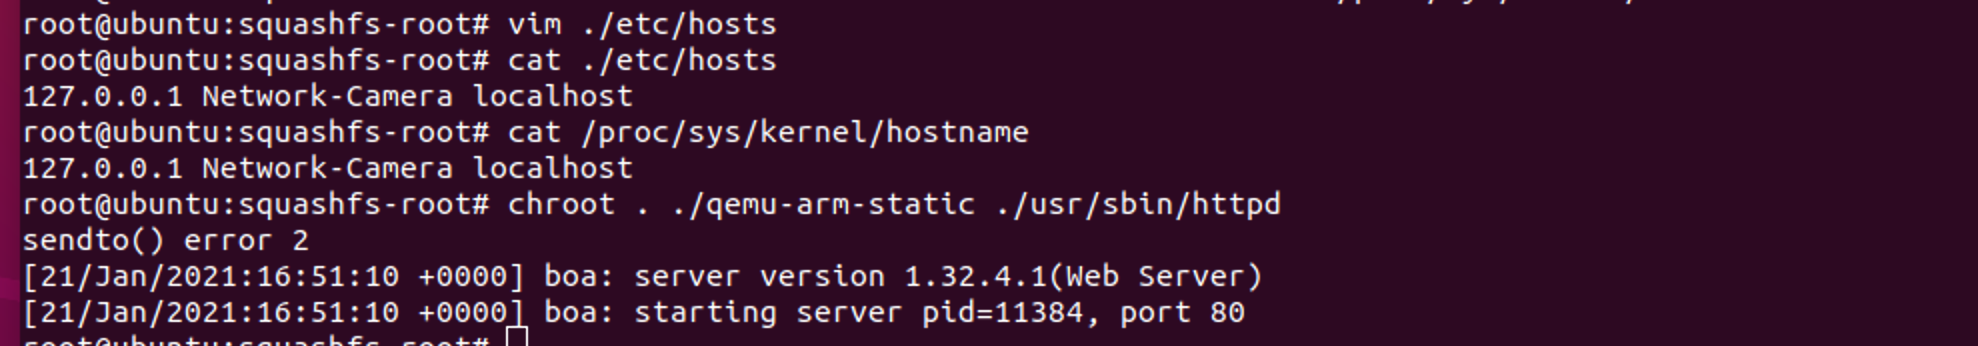 root@ubuntu:squashfs-root# vim ./etc/hosts
root@ubuntu:squashfs-root# cat ./etc/hosts
127.0.0.1 Network-Camera localhost
root@ubuntu:squashfs-root# cat /proc/sys/kernel/hostname
127.0.0.1 Network-Camera localhost
root@ubuntu:squashfs-root# chroot . ./qemu-arm-static ./usr/sbin/httpd
sendto() error 2
[21/Jan/2021:16:51:10 +0000] boa: server version 1.32.4.1(Web Server)
[21/Jan/2021:16:51:10 +0000] boa: starting server pid=11384, port 80
root@ubuntu:squashfs-root#